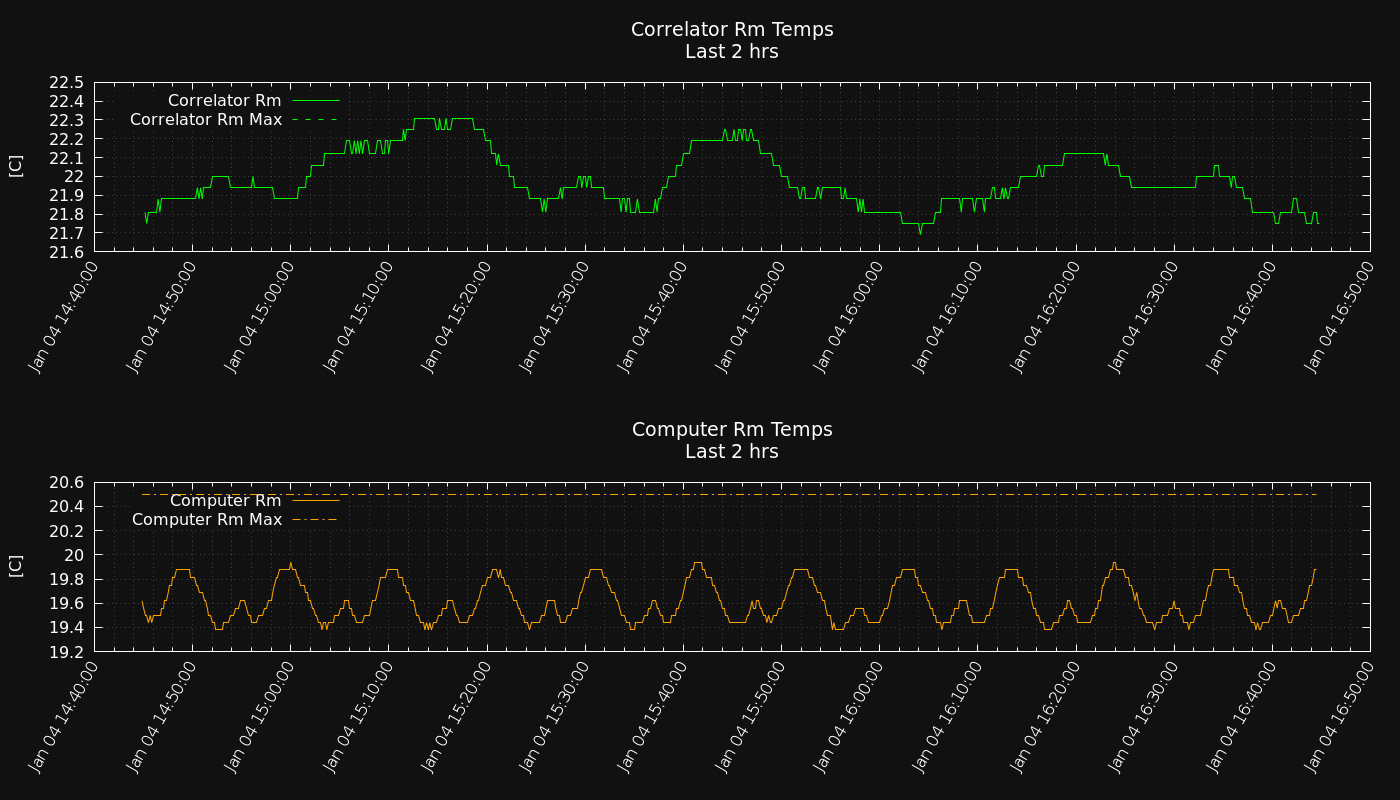 Correlator Rm Temps
Last 2 hrs
22.5
22.4
22.3
22.2
22.1
22
21.9
21.8
21.7
21.6
[C]
Correlator Rm
Correlator Rm Max
Jan 04 14:40:00
Jan 04 14:50:00
Jan 04 15:00:00
Jan 04 15:10:00
Jan 04 15:20:00
Jan 04 15:30:00
Jan 04 15:40:00
Jan 04 15:50:00
Jan 04 16:00:00
Jan 04 16:10:00
Jan 04 16:20:00
Jan 04 16:30:00
Jan 04 16:40:00
Jan 04 16:50:00
Computer Rm Temps
Last 2 hrs
20.6
20.4
20.2
20
19.8
19.6
19.4
19.2
[C]
Computer Rm
Computer Rm Max
Jan 04 14:40:00
Jan 04 14:50:00
Jan 04 15:00:00
Jan 04 15:10:00
Jan 04 15:20:00
Jan 04 15:30:00
Jan 04 15:40:00
Jan 04 15:50:00
Jan 04 16:00:00
Jan 04 16:10:00
Jan 04 16:20:00
Jan 04 16:30:00
Jan 04 16:40:00
Jan 04 16:50:00